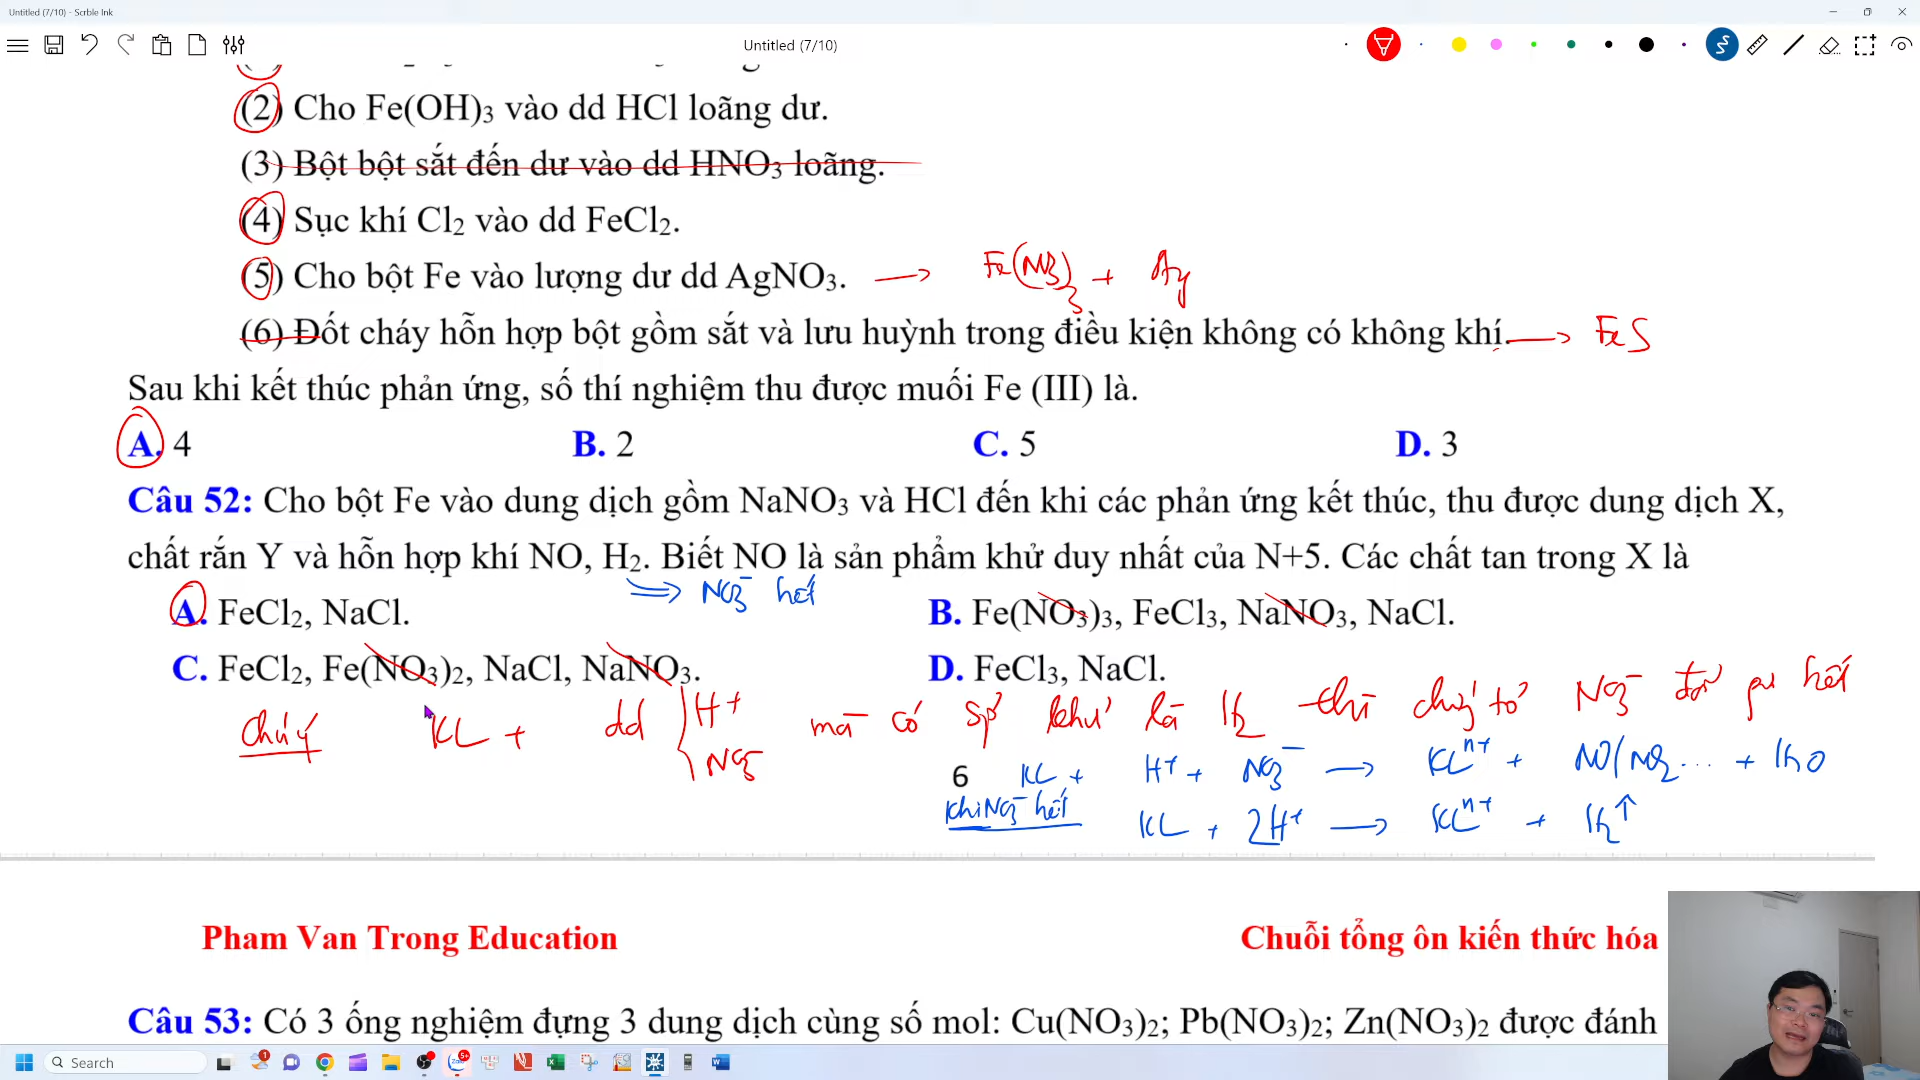 Untitled (7/10) - Scrble Ink
Untitled (7/10)
(2) Cho Fe(OH)₃ vào dd HCl loãng dư.
(3) Bột bột sắt đến dư vào dd HNO₃ loãng.
(4) Sục khí Cl₂ vào dd FeCl₂.
(5) Cho bột Fe vào lượng dư dd AgNO₃. → Fe(NO₃)₃ + Ag
(6) Đốt cháy hỗn hợp bột gồm sắt và lưu huỳnh trong điều kiện không có không khí. → FeS
Sau khi kết thúc phản ứng, số thí nghiệm thu được muối Fe (III) là.
A. 4 B. 2 C. 5 D. 3
Câu 52: Cho bột Fe vào dung dịch gồm NaNO₃ và HCl đến khi các phản ứng kết thúc, thu được dung dịch X,
chất rắn Y và hỗn hợp khí NO, H₂. Biết NO là sản phẩm khử duy nhất của N+5. Các chất tan trong X là
⇒ NO₃⁻ hết
A. FeCl₂, NaCl. B. Fe(NO₃)₃, FeCl₃, NaNO₃, NaCl.
C. FeCl₂, Fe(NO₃)₂, NaCl, NaNO₃. D. FeCl₃, NaCl.
Chú ý KL + dd H⁺ mà có sp khử là H₂ thì chứng tỏ NO₃⁻ đã pư hết
NO₃⁻
6 KL + H⁺ + NO₃⁻ → KLⁿ⁺ + NO/NO₂... + H₂O
Khi NO₃⁻ hết KL + 2H⁺ → KLⁿ⁺ + H₂↑
Pham Van Trong Education Chuỗi tổng ôn kiến thức hóa
Câu 53: Có 3 ống nghiệm đựng 3 dung dịch cùng số mol: Cu(NO₃)₂; Pb(NO₃)₂; Zn(NO₃)₂ được đánh
Search